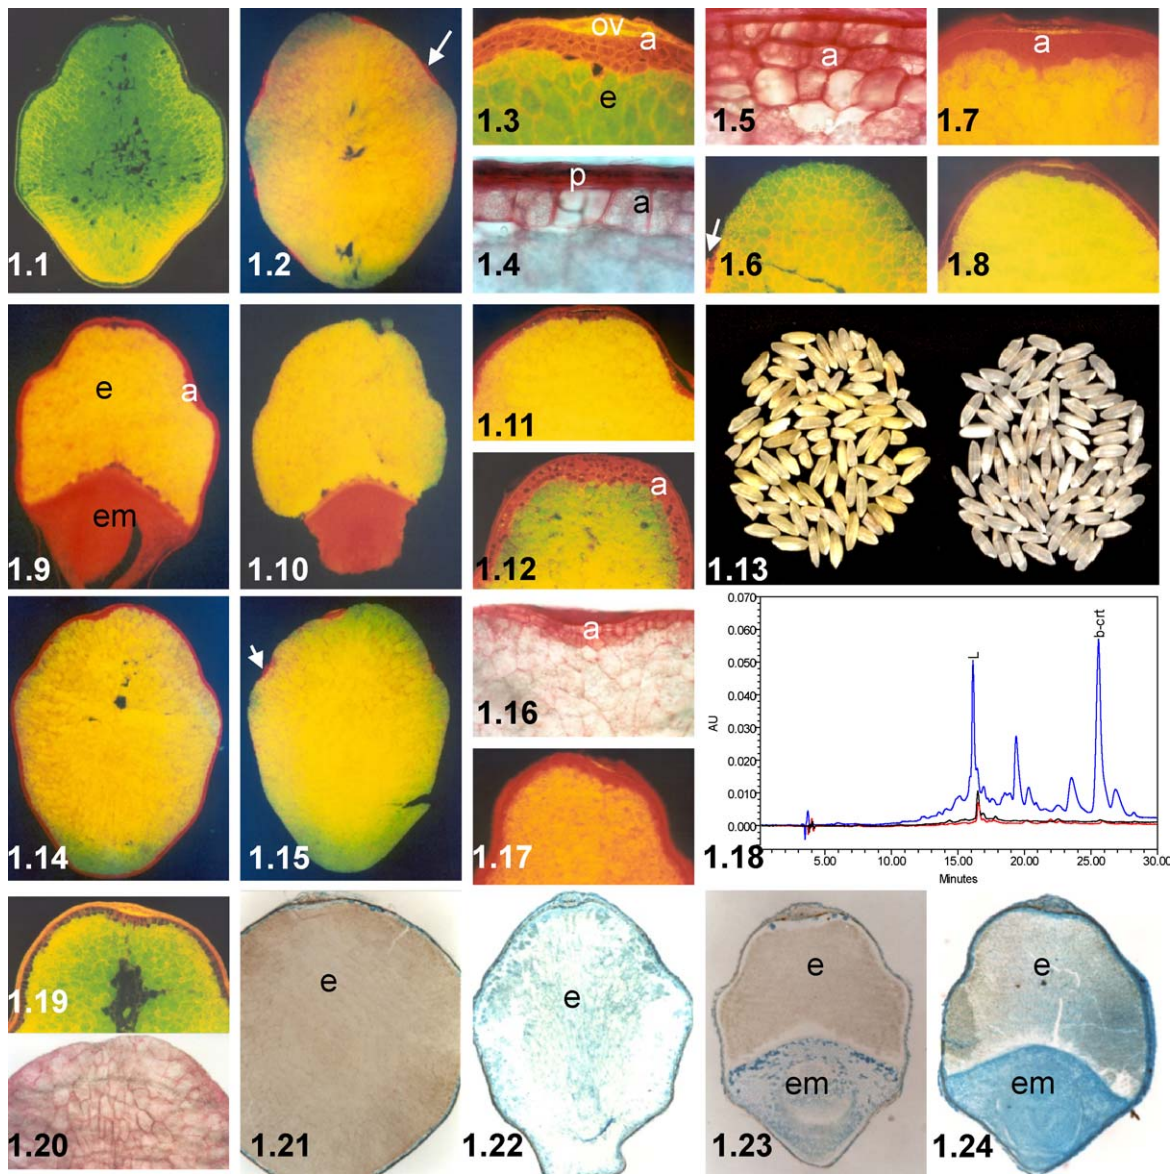 1.1
1.2
ov
a
e
1.3
p
a
1.4
a
1.5
1.6
a
1.7
1.8
e
a
em
1.9
1.10
1.11
a
1.12
1.13
1.14
1.15
a
1.16
1.17
0.070
0.060
0.050
0.040
0.030
0.020
0.010
0.000
AU
L
b-crt
5.00 10.00 15.00 20.00 25.00 30.00
Minutes
1.18
1.19
1.20
e
1.21
e
1.22
e
em
1.23
e
em
1.24